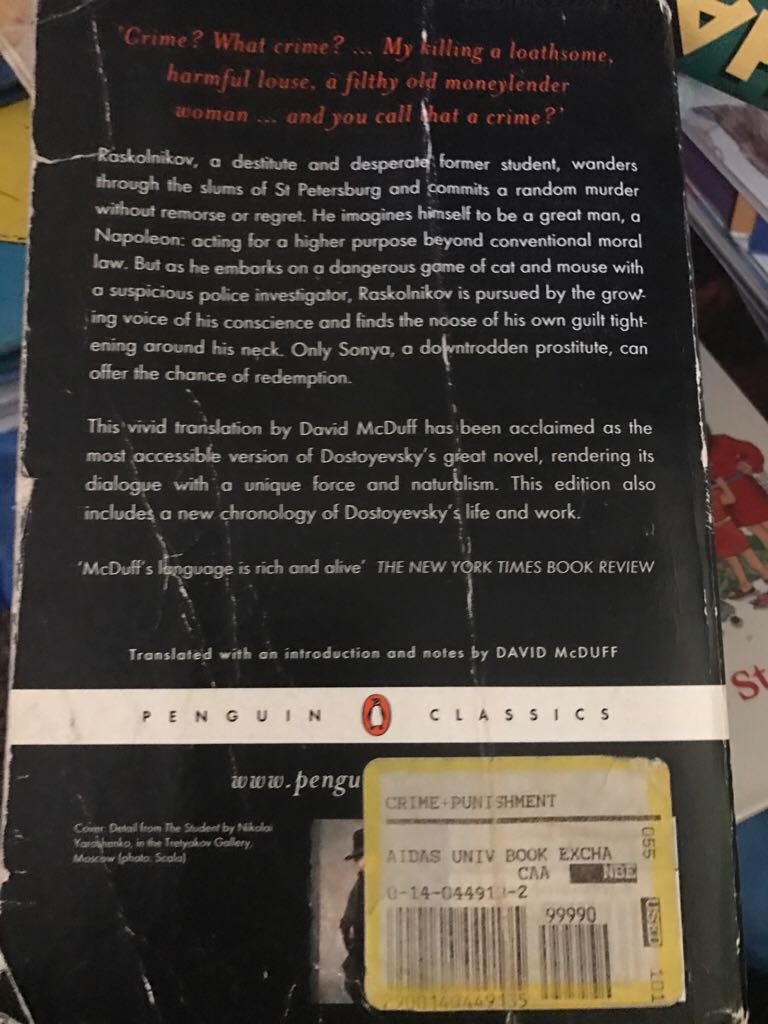 'Crime? What crime? ... My killing a loathsome,
harmful louse, a filthy old moneylender
woman ... and you call that a crime?'
Raskolnikov, a destitute and desperate former student, wanders
through the slums of St Petersburg and commits a random murder
without remorse or regret. He imagines himself to be a great man, a
Napoleon: acting for a higher purpose beyond conventional moral
law. But as he embarks on a dangerous game of cat and mouse with
a suspicious police investigator, Raskolnikov is pursued by the grow-
ing voice of his conscience and finds the noose of his own guilt tight-
ening around his neck. Only Sonya, a downtrodden prostitute, can
offer the chance of redemption.
This vivid translation by David McDuff has been acclaimed as the
most accessible version of Dostoyevsky's great novel, rendering its
dialogue with a unique force and naturalism. This edition also
includes a new chronology of Dostoyevsky's life and work.
'McDuff's language is rich and alive' THE NEW YORK TIMES BOOK REVIEW
Translated with an introduction and notes by DAVID McDUFF
PENGUIN CLASSICS
www.pengu
Cover: Detail from The Student by Nikolai
Yaroshenko, in the Tretyakov Gallery,
Moscow (photo: Scala)
CRIME+PUNISHMENT
055
AIDAS UNIV BOOK EXCHA
CAA NBE
99990
USED
101
St